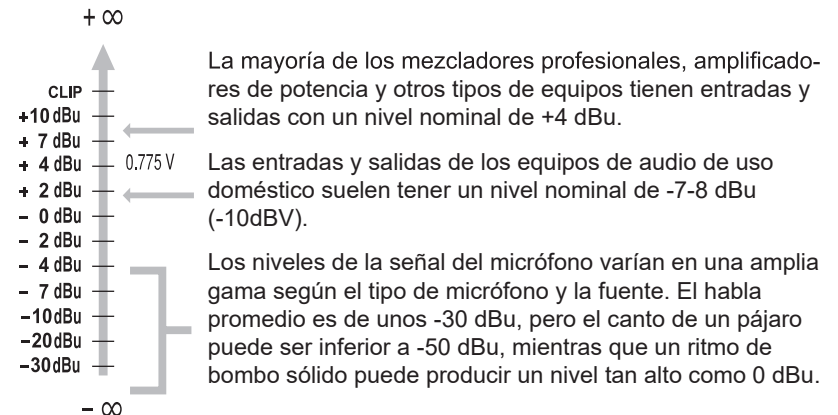 + ∞
CLIP
+10 dBu
+ 7 dBu
+ 4 dBu
0.775 V
+ 2 dBu
– 0 dBu
– 2 dBu
– 4 dBu
– 7 dBu
–10 dBu
–20 dBu
–30 dBu
– ∞
La mayoría de los mezcladores profesionales, amplificado-
res de potencia y otros tipos de equipos tienen entradas y
salidas con un nivel nominal de +4 dBu.
Las entradas y salidas de los equipos de audio de uso
doméstico suelen tener un nivel nominal de -7-8 dBu
(-10dBV).
Los niveles de la señal del micrófono varían en una amplia
gama según el tipo de micrófono y la fuente. El habla
promedio es de unos -30 dBu, pero el canto de un pájaro
puede ser inferior a -50 dBu, mientras que un ritmo de
bombo sólido puede producir un nivel tan alto como 0 dBu.